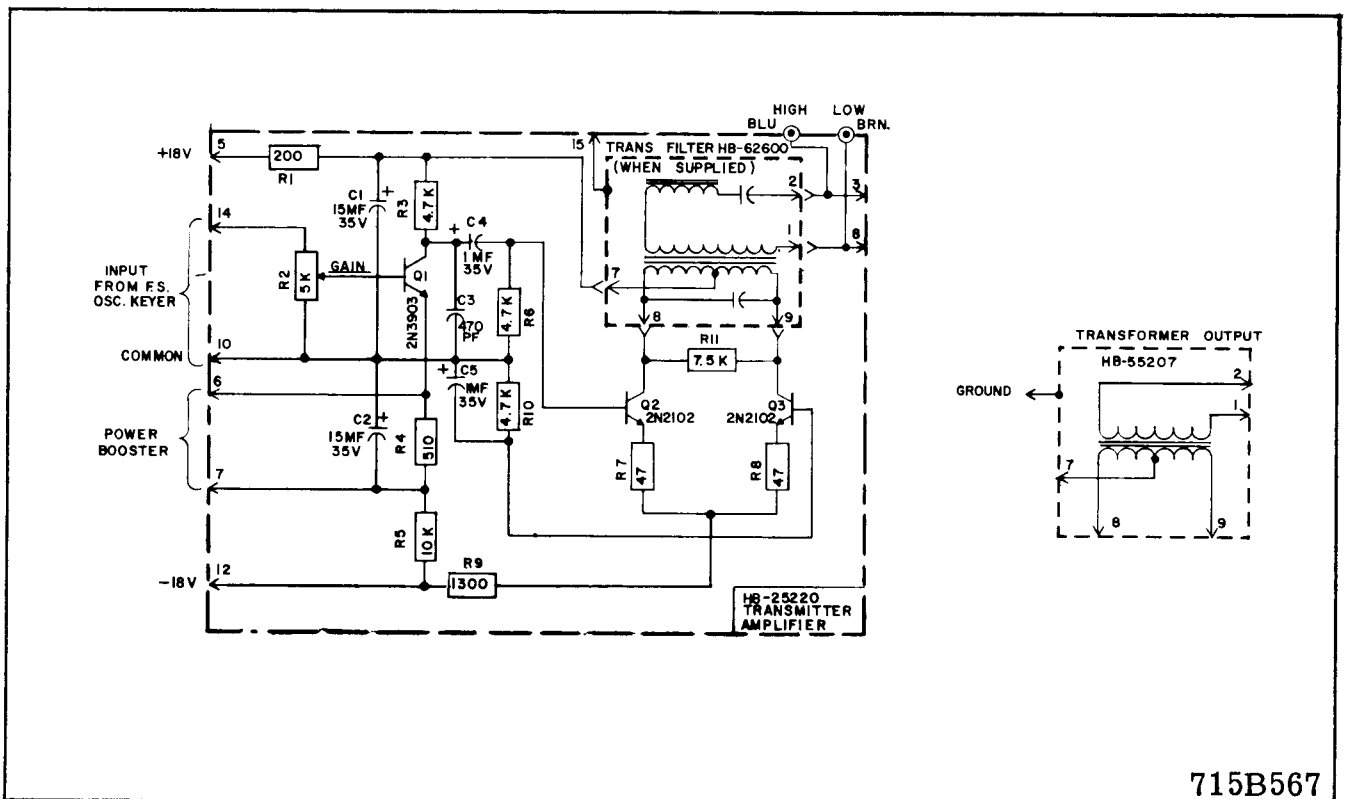 HIGH LOW
BLU BRN.
5
15
TRANS FILTER HB-62600
(WHEN SUPPLIED)
+18V
200
R1
2
3
C1
15MF
35V
+
R3
4.7K
14
+
C4
1MF
35V
1
8
INPUT
FROM F.S.
OSC. KEYER
R2
5K
GAIN
Q1
2N3903
C3
470
PF
4.7K
R6
7
8
9
COMMON
10
R11
7.5K
TRANSFORMER OUTPUT
HB-55207
6
+
C5
1MF
35V
4.7K
R10
Q2
2N2102
Q3
2N2102
GROUND
2
1
POWER
BOOSTER
C2
15MF
35V
+
R4
510
R7
47
R8
47
7
7
8
9
R5
10K
-18V
12
R9
1300
HB-25220
TRANSMITTER
AMPLIFIER
715B567